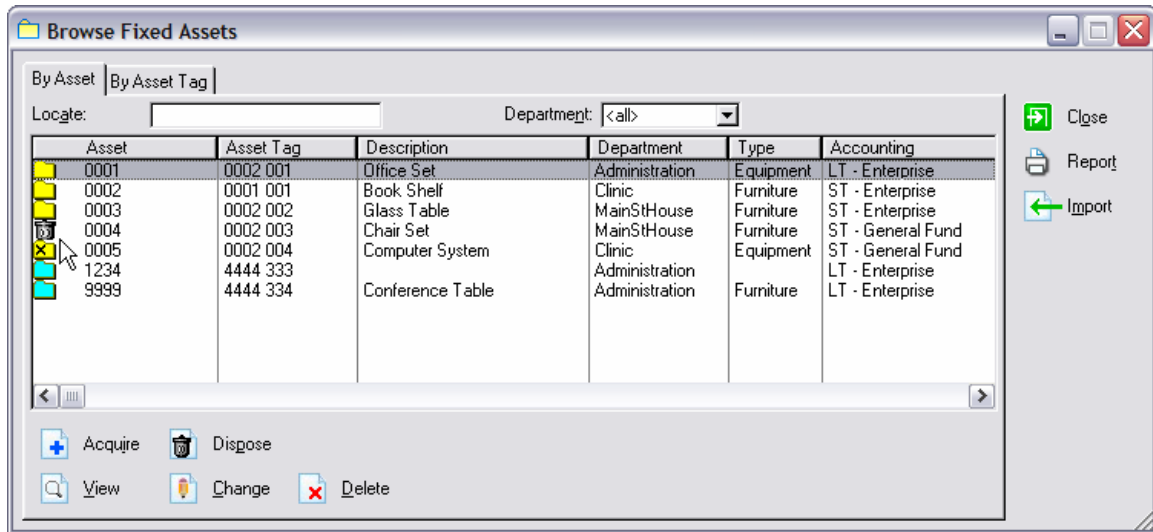 Browse Fixed Assets
By Asset By Asset Tag
Locate: Department: <all>
Close
Report
Import
Asset Asset Tag Description Department Type Accounting
0001 0002 001 Office Set Administration Equipment LT - Enterprise
0002 0001 001 Book Shelf Clinic Furniture ST - Enterprise
0003 0002 002 Glass Table MainStHouse Furniture ST - Enterprise
0004 0002 003 Chair Set MainStHouse Furniture ST - General Fund
0005 0002 004 Computer System Clinic Equipment ST - General Fund
1234 4444 333 Administration LT - Enterprise
9999 4444 334 Conference Table Administration Furniture LT - Enterprise
Acquire Dispose
View Change Delete